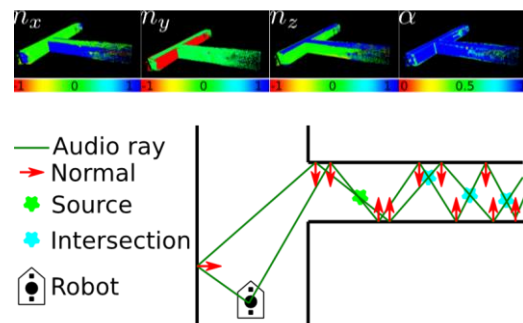 n_x n_y n_z α
-1 0 1 -1 0 1 -1 0 1 0 0.5
Audio ray
Normal
Source
Intersection
Robot